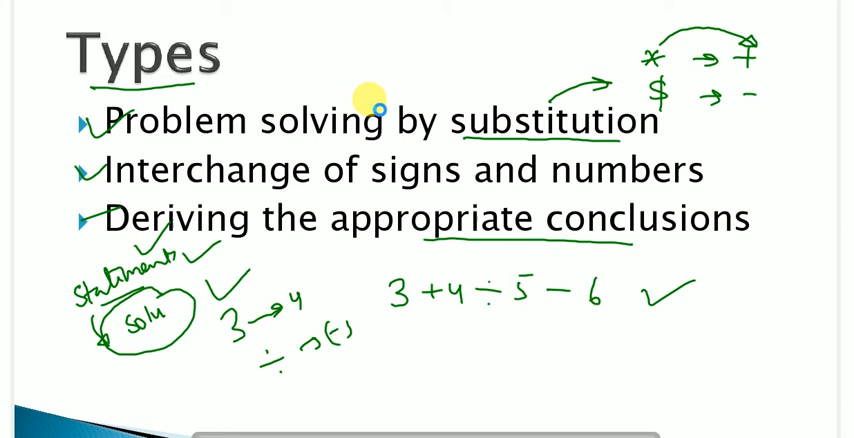 Types
* → +
$ → -
Problem solving by substitution
Interchange of signs and numbers
Deriving the appropriate conclusions
Statiments
solu
3 → 4
3 + 4 ÷ 5 - 6
÷ → (-)